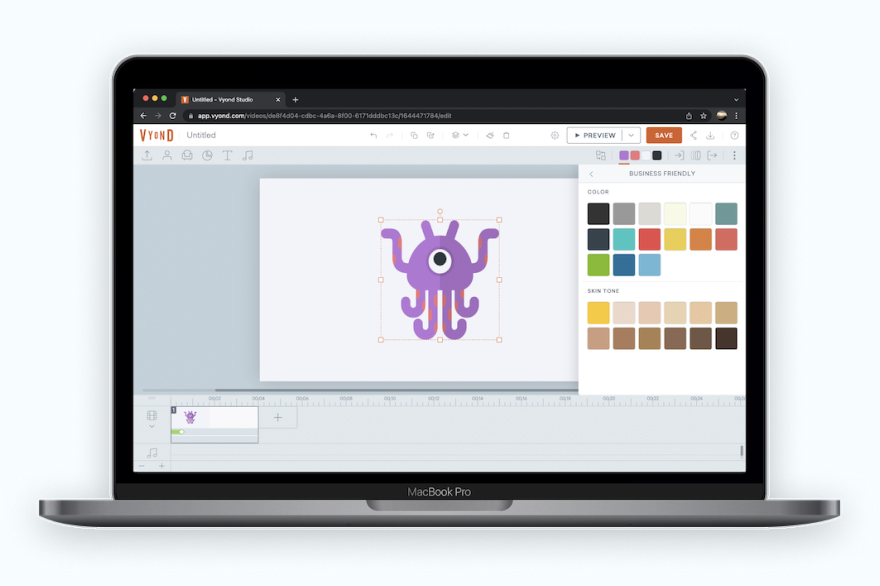 Untitled - Vyond Studio
app.vyond.com/videos/de8f4d04-cdbc-4a6a-8f00-6171dddbc13c/1644471784/edit
VYOND
Untitled
PREVIEW
SAVE
BUSINESS FRIENDLY
COLOR
SKIN TONE
1
MacBook Pro